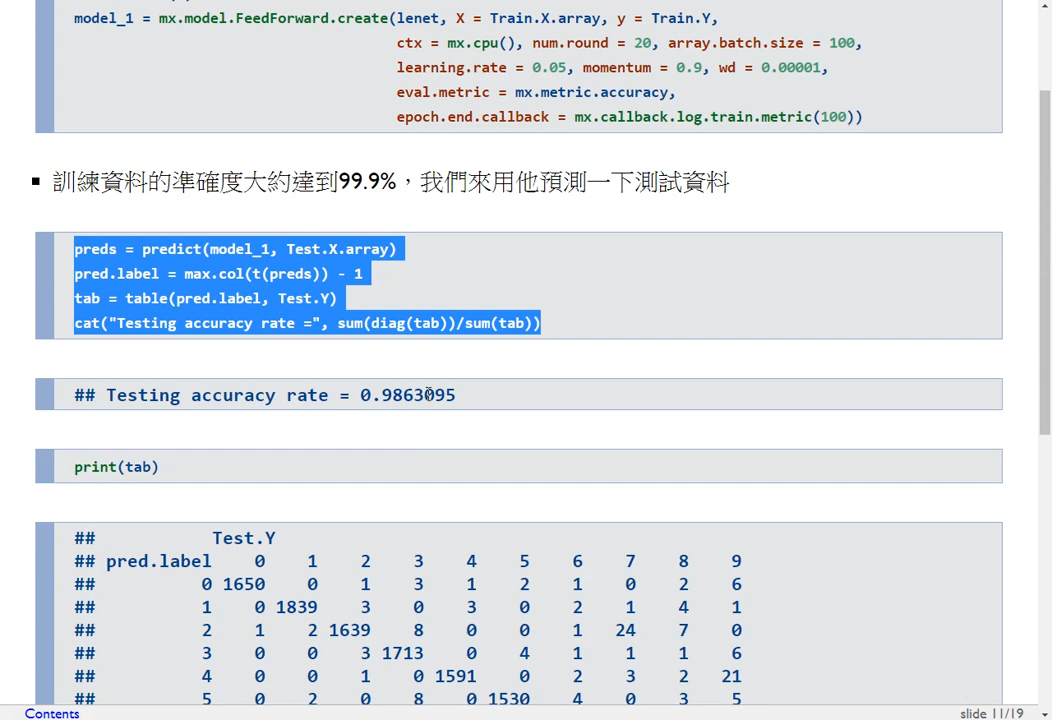 model_1 = mx.model.FeedForward.create(lenet, X = Train.X.array, y = Train.Y,
ctx = mx.cpu(), num.round = 20, array.batch.size = 100,
learning.rate = 0.05, momentum = 0.9, wd = 0.00001,
eval.metric = mx.metric.accuracy,
epoch.end.callback = mx.callback.log.train.metric(100))
▪ 訓練資料的準確度大約達到99.9%，我們來用他預測一下測試資料
preds = predict(model_1, Test.X.array)
pred.label = max.col(t(preds)) - 1
tab = table(pred.label, Test.Y)
cat("Testing accuracy rate =", sum(diag(tab))/sum(tab))
## Testing accuracy rate = 0.9863095
print(tab)
## Test.Y
## pred.label 0 1 2 3 4 5 6 7 8 9
## 0 1650 0 1 3 1 2 1 0 2 6
## 1 0 1839 3 0 3 0 2 1 4 1
## 2 1 2 1639 8 0 0 1 24 7 0
## 3 0 0 3 1713 0 4 1 1 1 6
## 4 0 0 1 0 1591 0 2 3 2 21
## 5 0 2 0 8 0 1530 4 0 3 5
Contents
slide 11/19